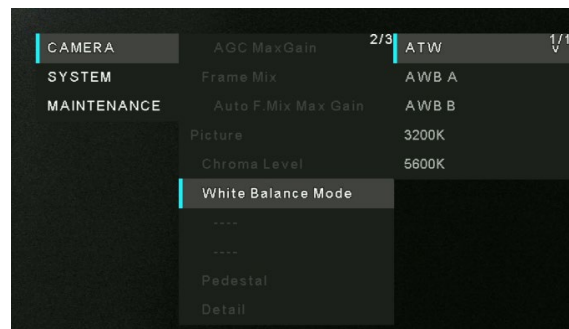 CAMERA
SYSTEM
MAINTENANCE
2/3
AGC MaxGain
Frame Mix
Auto F.Mix Max Gain
Picture
Chroma Level
White Balance Mode
----
----
Pedestal
Detail
1/1
ATW
AWB A
AWB B
3200K
5600K